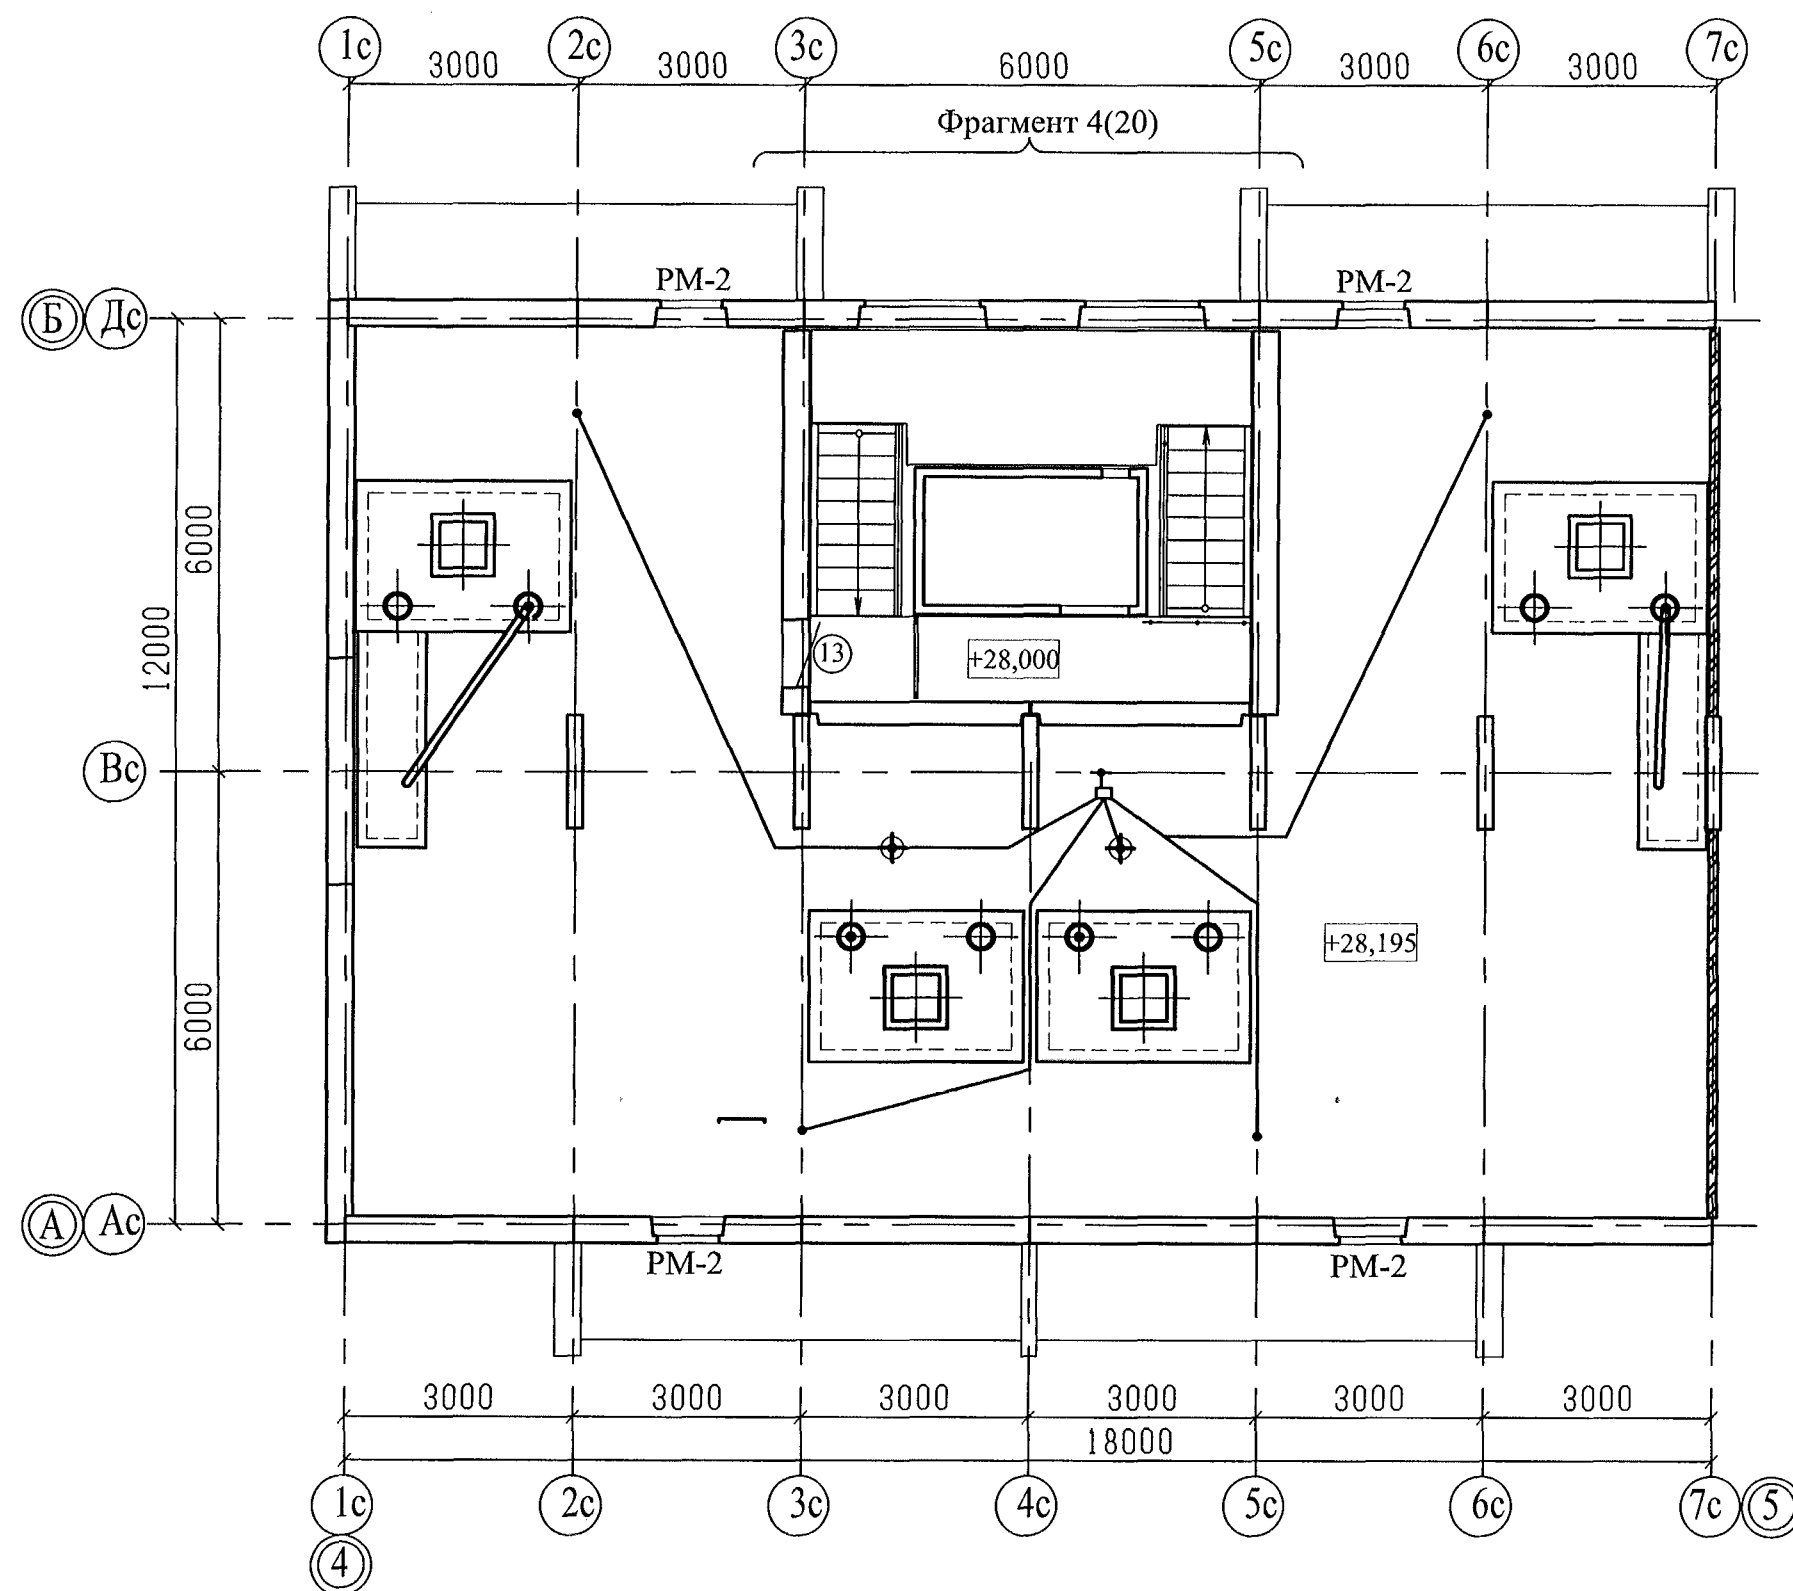 1с 2с 3с 5с 6с 7с
3000 3000 6000 3000 3000
Фрагмент 4(20)
РМ-2 РМ-2
Б Дс
6000
12000
13 +28,000
Вс
+28,195
6000
А Ас
РМ-2 РМ-2
3000 3000 3000 3000 3000 3000
18000
1с 2с 3с 4с 5с 6с 7с 5
4